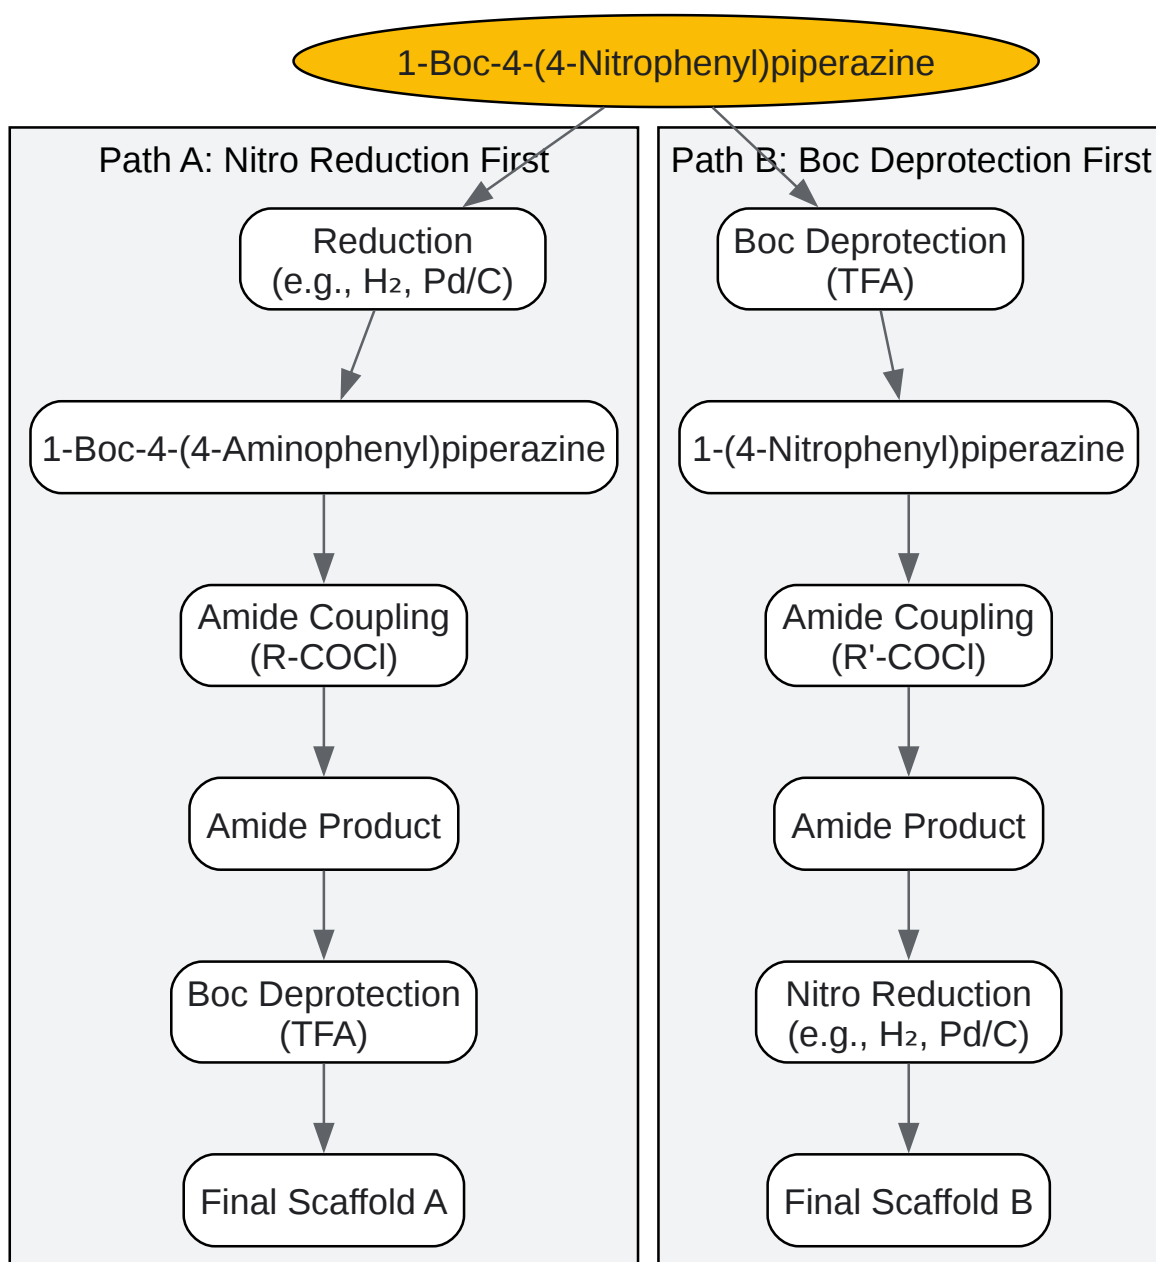 1-Boc-4-(4-Nitrophenyl)piperazine
Path A: Nitro Reduction First
Reduction
(e.g., H₂, Pd/C)
1-Boc-4-(4-Aminophenyl)piperazine
Amide Coupling
(R-COCl)
Amide Product
Boc Deprotection
(TFA)
Final Scaffold A
Path B: Boc Deprotection First
Boc Deprotection
(TFA)
1-(4-Nitrophenyl)piperazine
Amide Coupling
(R'-COCl)
Amide Product
Nitro Reduction
(e.g., H₂, Pd/C)
Final Scaffold B